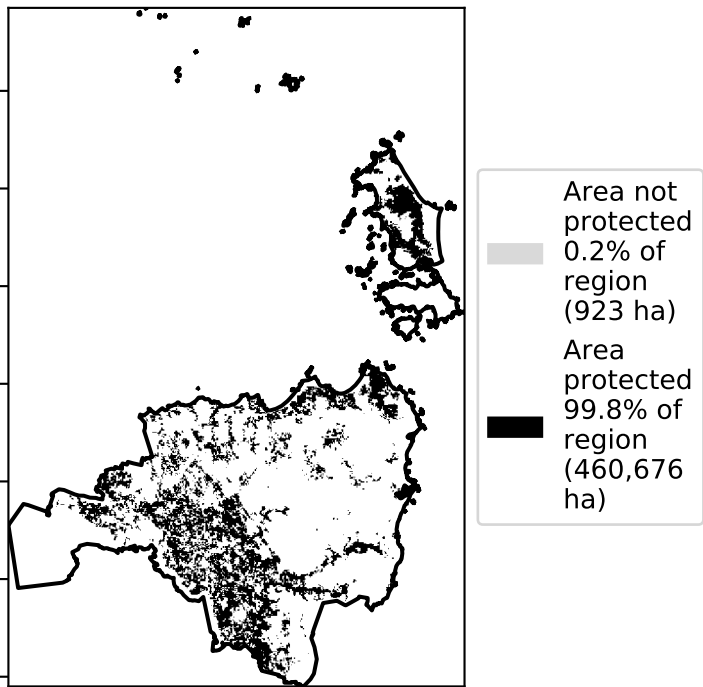 Area not
protected
0.2% of
region
(923 ha)
Area
protected
99.8% of
region
(460,676
ha)